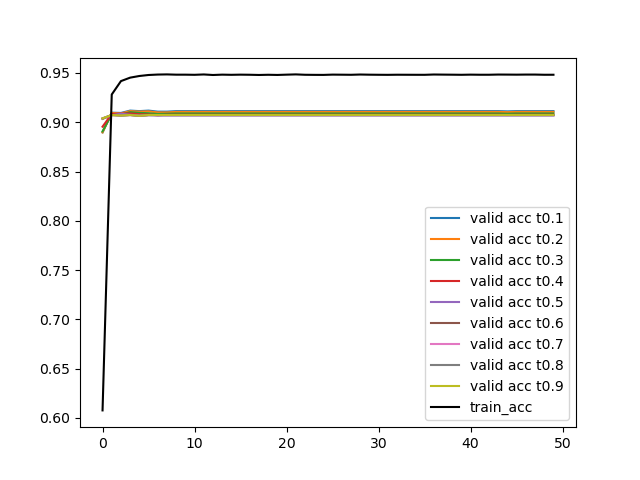 0.95
0.90
0.85
0.80
0.75
0.70
0.65
0.60
0
10
20
30
40
50
valid acc t0.1
valid acc t0.2
valid acc t0.3
valid acc t0.4
valid acc t0.5
valid acc t0.6
valid acc t0.7
valid acc t0.8
valid acc t0.9
train_acc